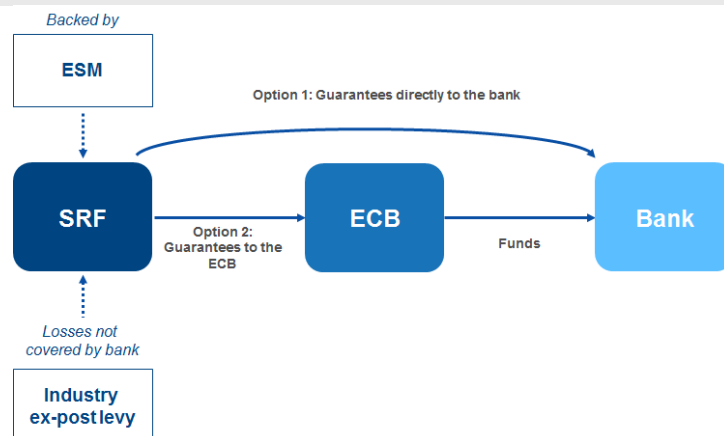 Backed by
ESM
Option 1: Guarantees directly to the bank
SRF
ECB
Bank
Option 2:
Guarantees to the
ECB
Funds
Losses not
covered by bank
Industry
ex-post levy